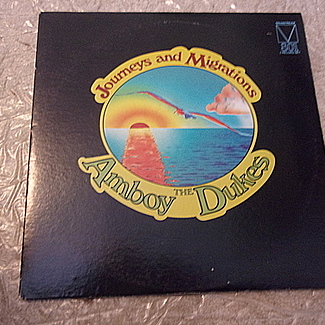 Journeys and Migrations
THE
Amboy Dukes